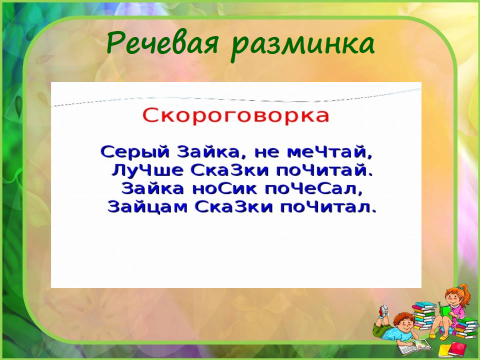 Речевая разминка
Скороговорка
Серый Зайка, не меЧтай,
ЛуЧше СкаЗки поЧитай.
Зайка ноСик поЧеСал,
Зайцам СкаЗки поЧитал.